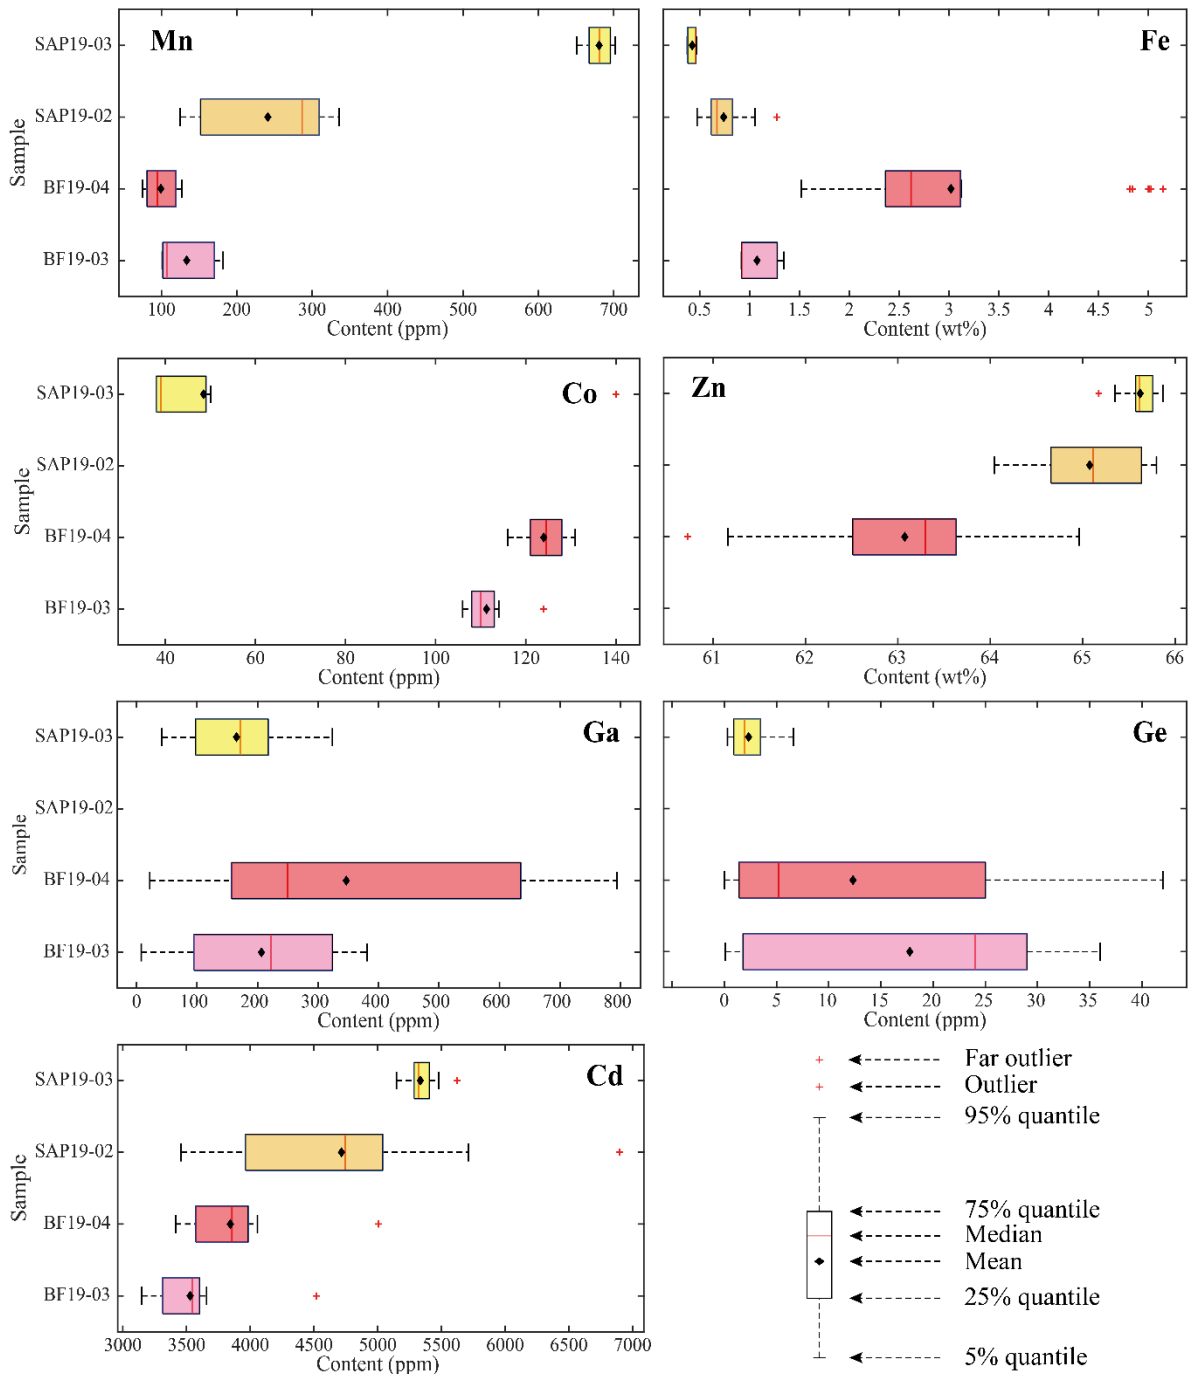 Mn
Sample
SAP19-03
SAP19-02
BF19-04
BF19-03
100 200 300 400 500 600 700
Content (ppm)
Fe
0.5 1 1.5 2 2.5 3 3.5 4 4.5 5
Content (wt%)
Co
Sample
SAP19-03
SAP19-02
BF19-04
BF19-03
40 60 80 100 120 140
Content (ppm)
Zn
61 62 63 64 65 66
Content (wt%)
Ga
Sample
SAP19-03
SAP19-02
BF19-04
BF19-03
0 100 200 300 400 500 600 700 800
Content (ppm)
Ge
0 5 10 15 20 25 30 35 40
Content (ppm)
Cd
Sample
SAP19-03
SAP19-02
BF19-04
BF19-03
3000 3500 4000 4500 5000 5500 6000 6500 7000
Content (ppm)
Far outlier
Outlier
95% quantile
75% quantile
Median
Mean
25% quantile
5% quantile